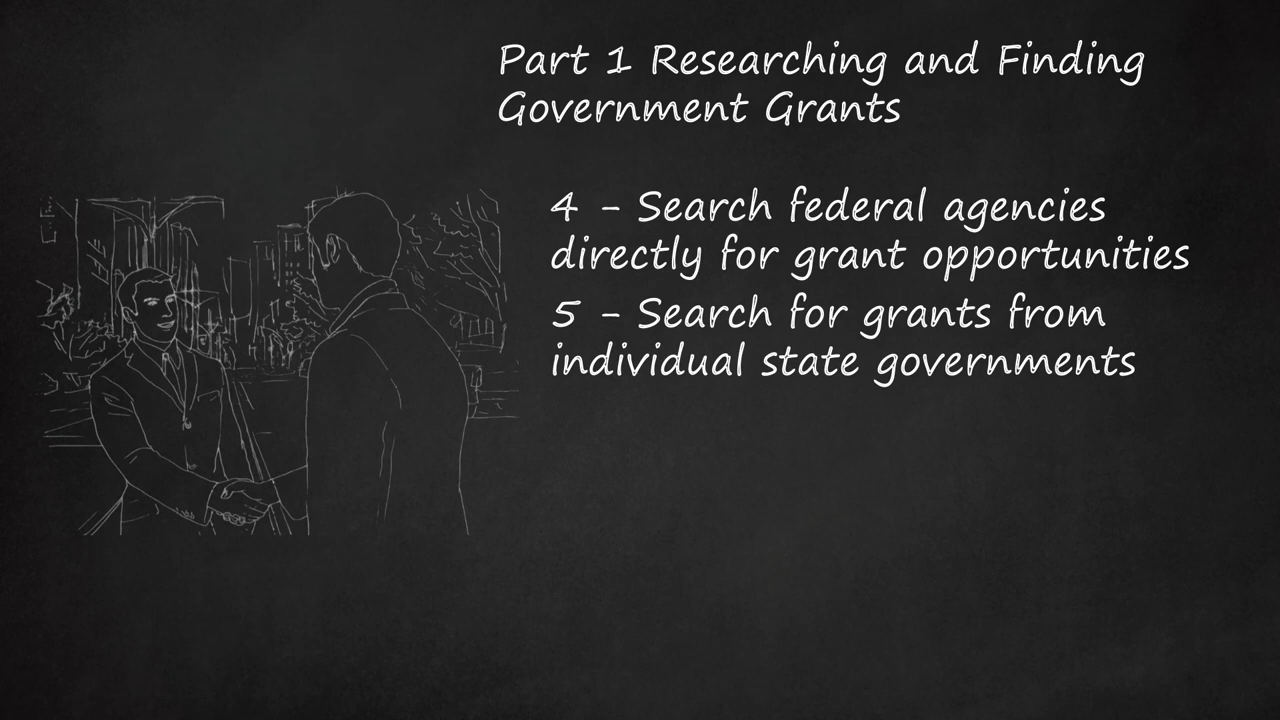 Part 1 Researching and Finding
Government Grants
4 - Search federal agencies
directly for grant opportunities
5 - Search for grants from
individual state governments